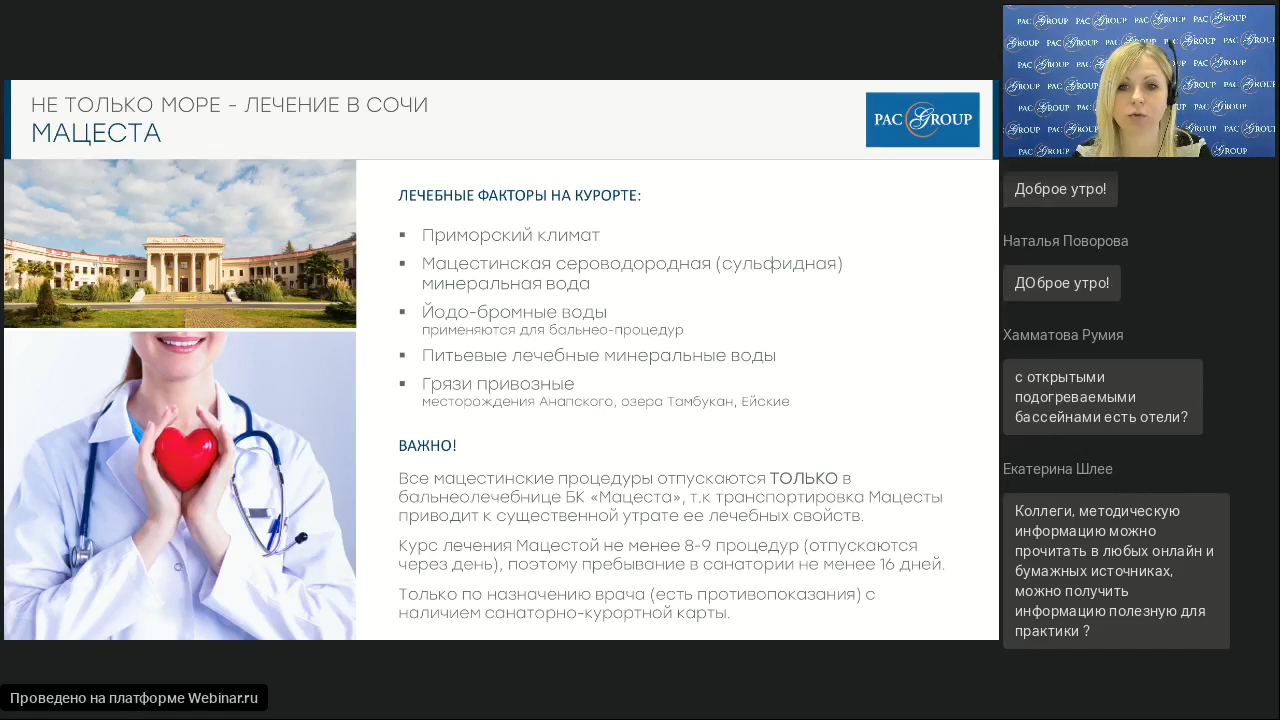 НЕ ТОЛЬКО МОРЕ - ЛЕЧЕНИЕ В СОЧИ
МАЦЕСТА
PAC GROUP
ЛЕЧЕБНЫЕ ФАКТОРЫ НА КУРОРТЕ:
▪ Приморский климат
▪ Мацестинская сероводородная (сульфидная)
минеральная вода
▪ Йодо-бромные воды
применяются для бальнео-процедур
▪ Питьевые лечебные минеральные воды
▪ Грязи привозные
месторождения Анапского, озера Тамбукан, Ейские
ВАЖНО!
Все мацестинские процедуры отпускаются ТОЛЬКО в
бальнеолечебнице БК «Мацеста», т.к транспортировка Мацесты
приводит к существенной утрате ее лечебных свойств.
Курс лечения Мацестой не менее 8-9 процедур (отпускаются
через день), поэтому пребывание в санатории не менее 16 дней.
Только по назначению врача (есть противопоказания) с
наличием санаторно-курортной карты.
Доброе утро!
Наталья Поворова
ДОброе утро!
Хамматова Румия
с открытыми
подогреваемыми
бассейнами есть отели?
Екатерина Шлее
Коллеги, методическую
информацию можно
прочитать в любых онлайн и
бумажных источниках,
можно получить
информацию полезную для
практики ?
Проведено на платформе Webinar.ru